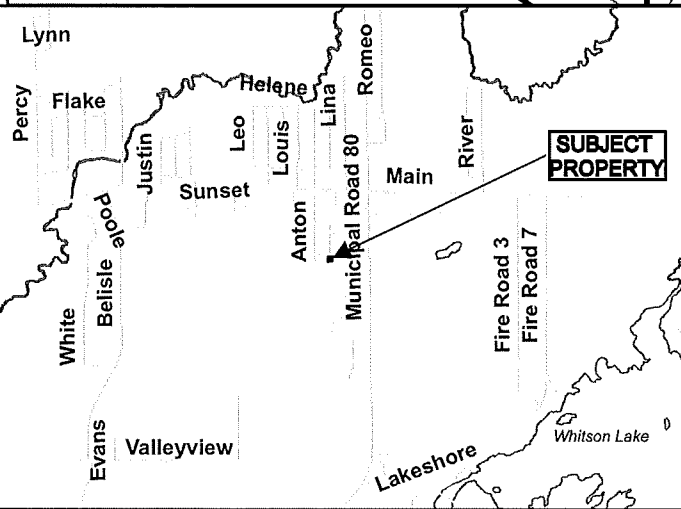 Lynn
Percy
Flake
Helene
Lina
Romeo
Justin
Leo
Louis
River
SUBJECT
PROPERTY
Sunset
Main
Municipal Road 80
Poole
Anton
Belisle
White
Fire Road 3
Fire Road 7
Evans
Valleyview
Lakeshore
Whitson Lake